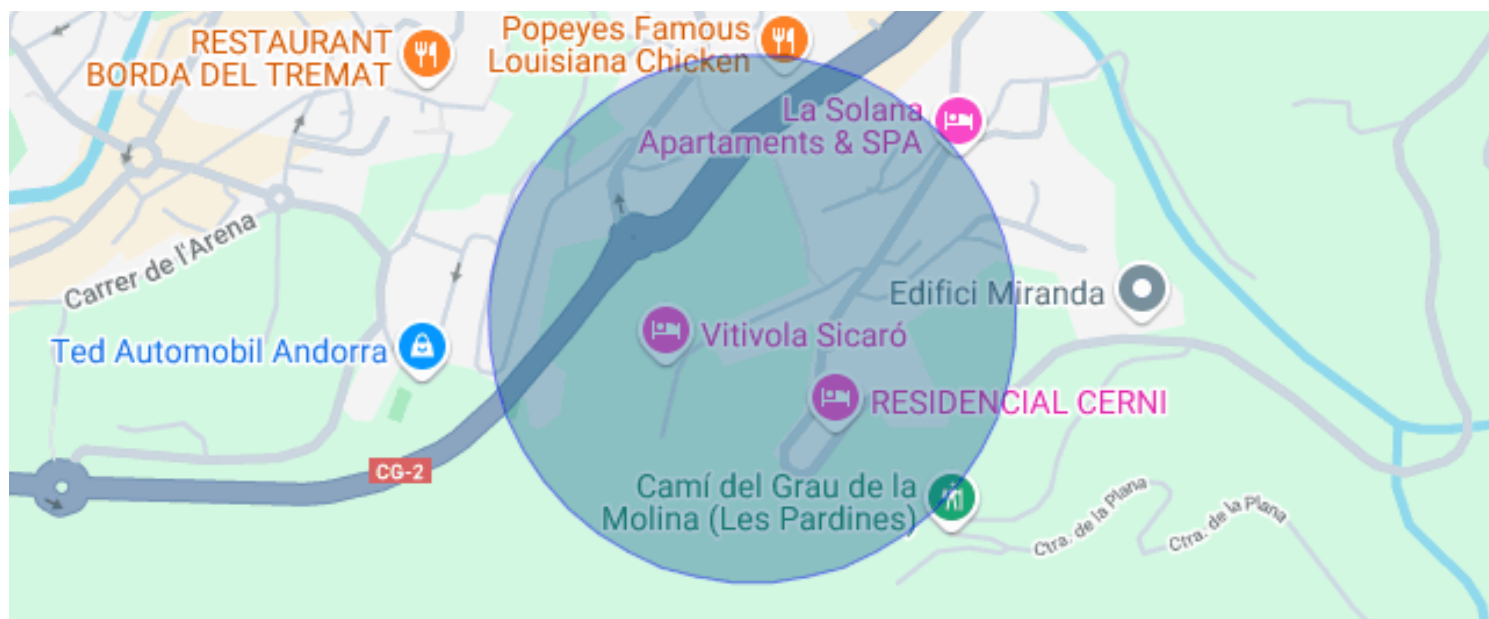 RESTAURANT
BORDA DEL TREMAT
Popeyes Famous
Louisiana Chicken
La Solana
Apartaments & SPA
Carrer de l'Arena
Edifici Miranda
Vitivola Sicaró
Ted Automobil Andorra
RESIDENCIAL CERNI
CG-2
Camí del Grau de la
Molina (Les Pardines)
Ctra. de la Plana
Ctra. de la Plana